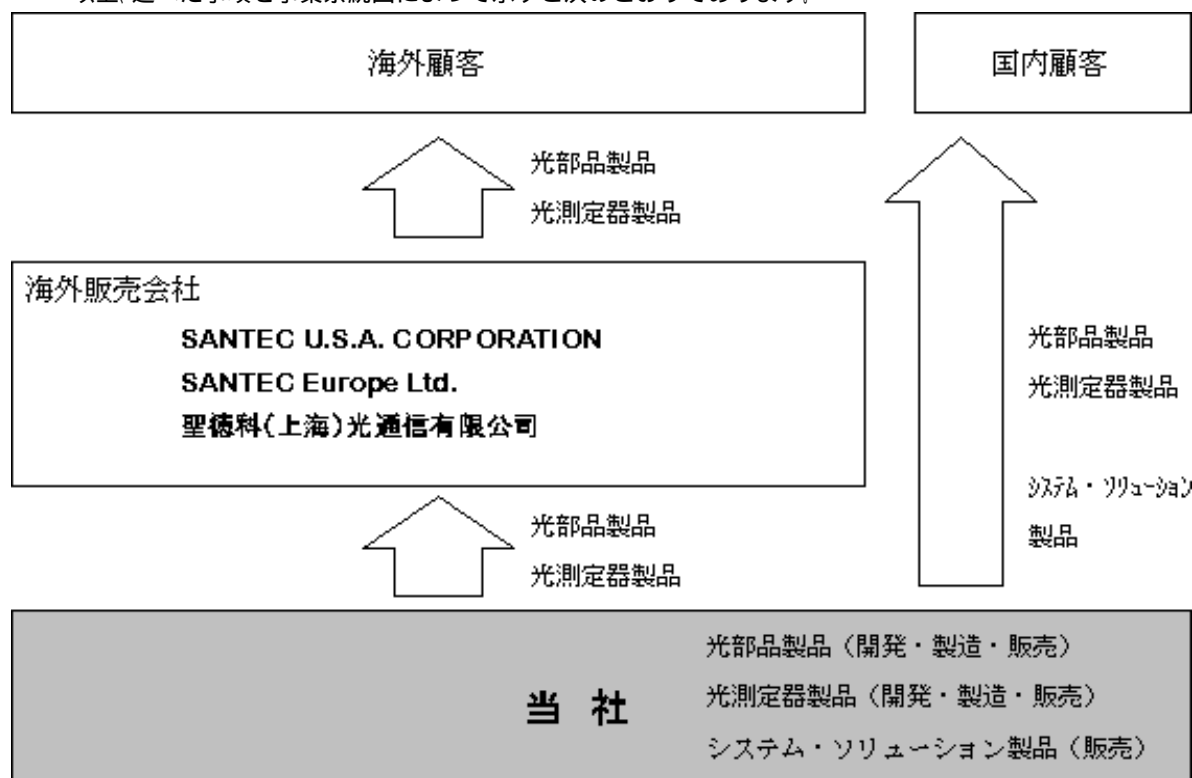 海外顧客
国内顧客
光部品製品
光測定器製品
海外販売会社
SANTEC U.S.A. CORPORATION
SANTEC Europe Ltd.
聖徳科(上海)光通信有限公司
光部品製品
光測定器製品
システム・ソリューション
製品
光部品製品
光測定器製品
当 社
光部品製品（開発・製造・販売）
光測定器製品（開発・製造・販売）
システム・ソリューション製品（販売）